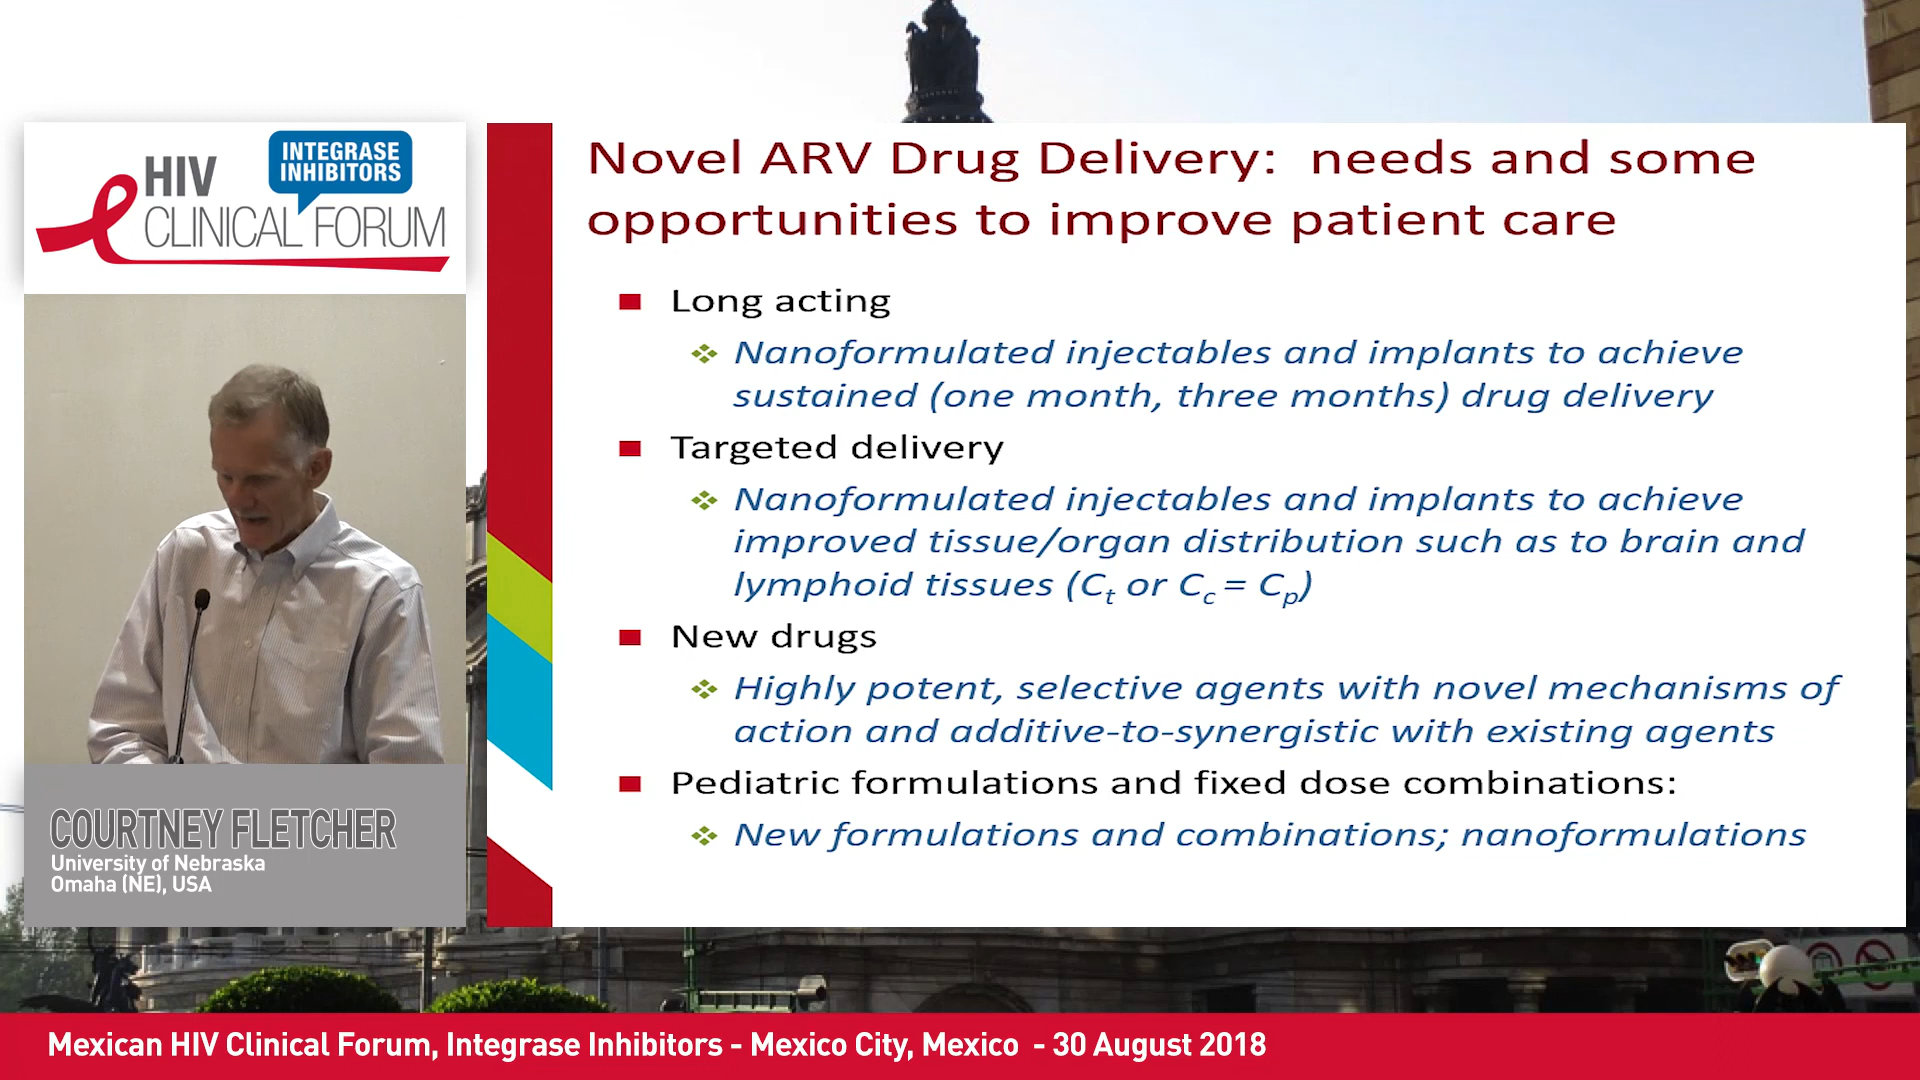 HIV
INTEGRASE
INHIBITORS
CLINICAL FORUM
Novel ARV Drug Delivery: needs and some
opportunities to improve patient care
Long acting
Nanoformulated injectables and implants to achieve
sustained (one month, three months) drug delivery
Targeted delivery
Nanoformulated injectables and implants to achieve
improved tissue/organ distribution such as to brain and
lymphoid tissues (Ct or Cc = Cp)
New drugs
Highly potent, selective agents with novel mechanisms of
action and additive-to-synergistic with existing agents
Pediatric formulations and fixed dose combinations:
New formulations and combinations; nanoformulations
COURTNEY FLETCHER
University of Nebraska
Omaha (NE), USA
Mexican HIV Clinical Forum, Integrase Inhibitors - Mexico City, Mexico - 30 August 2018